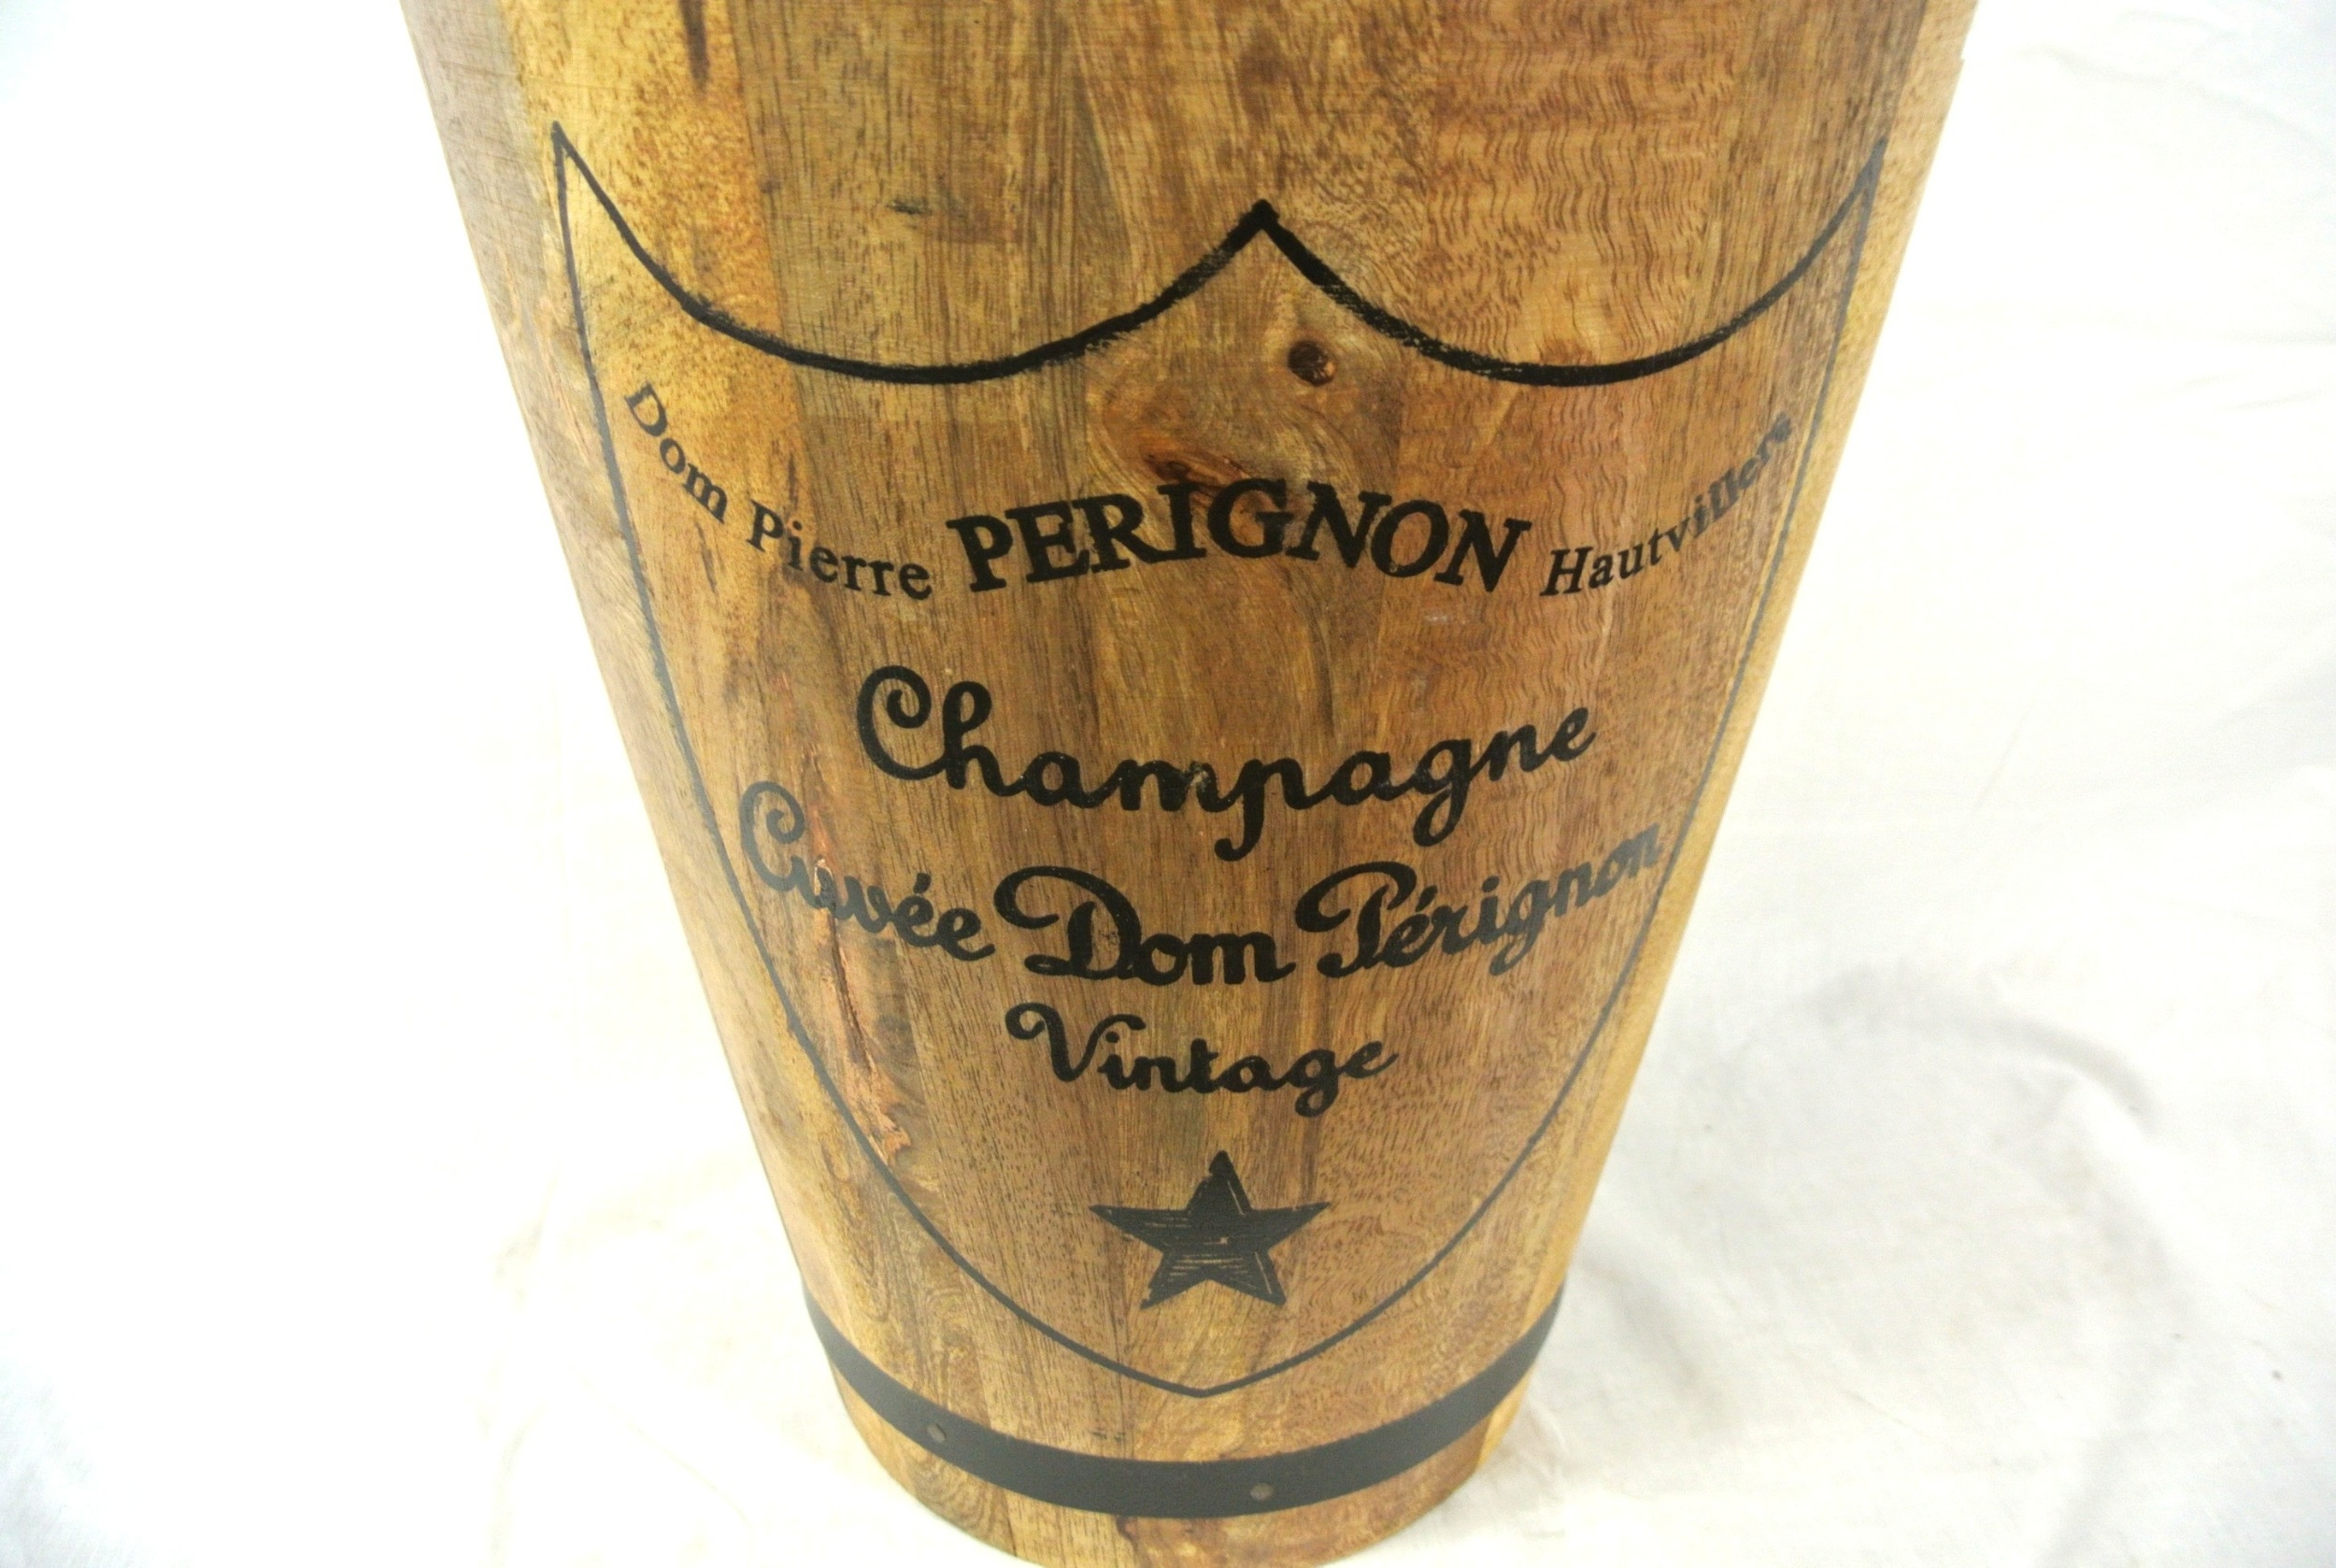 Dom Pierre PERIGNON Hautvillers
Champagne
Cuvée Dom Pérignon
Vintage